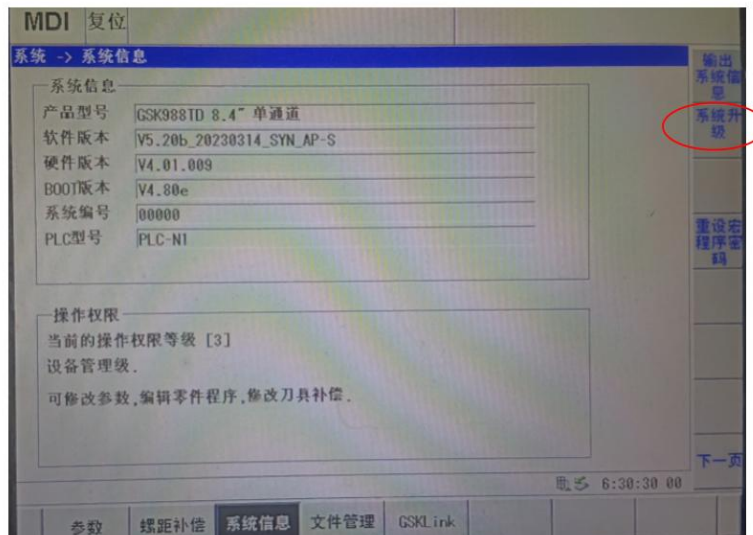 MDI 复位
系统 -> 系统信息
系统信息
产品型号 GSK988TD 8.4" 单通道
软件版本 V5.20b_20230314_SYN_AP-S
硬件版本 V4.01.009
BOOT版本 V4.80e
系统编号 00000
PLC型号 PLC-N1
操作权限
当前的操作权限等级 [3]
设备管理级.
可修改参数,编辑零件程序,修改刀具补偿.
输出
系统信
息
系统升
级
重设宏
程序密
码
下一页
6:30:30 00
参数 螺距补偿 系统信息 文件管理 GSKLink